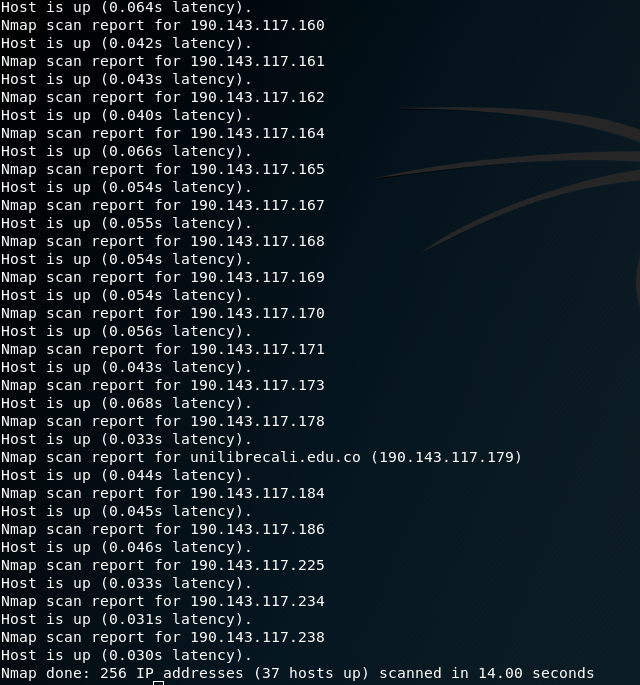 Host is up (0.064s latency).
Nmap scan report for 190.143.117.160
Host is up (0.042s latency).
Nmap scan report for 190.143.117.161
Host is up (0.043s latency).
Nmap scan report for 190.143.117.162
Host is up (0.040s latency).
Nmap scan report for 190.143.117.164
Host is up (0.066s latency).
Nmap scan report for 190.143.117.165
Host is up (0.054s latency).
Nmap scan report for 190.143.117.167
Host is up (0.055s latency).
Nmap scan report for 190.143.117.168
Host is up (0.054s latency).
Nmap scan report for 190.143.117.169
Host is up (0.054s latency).
Nmap scan report for 190.143.117.170
Host is up (0.056s latency).
Nmap scan report for 190.143.117.171
Host is up (0.043s latency).
Nmap scan report for 190.143.117.173
Host is up (0.068s latency).
Nmap scan report for 190.143.117.178
Host is up (0.033s latency).
Nmap scan report for unilibrecali.edu.co (190.143.117.179)
Host is up (0.044s latency).
Nmap scan report for 190.143.117.184
Host is up (0.045s latency).
Nmap scan report for 190.143.117.186
Host is up (0.046s latency).
Nmap scan report for 190.143.117.225
Host is up (0.033s latency).
Nmap scan report for 190.143.117.234
Host is up (0.031s latency).
Nmap scan report for 190.143.117.238
Host is up (0.030s latency).
Nmap done: 256 IP addresses (37 hosts up) scanned in 14.00 seconds